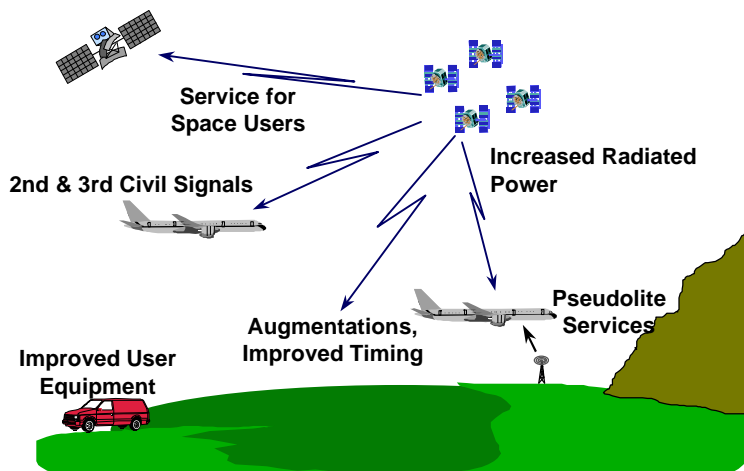 Service for
Space Users
Increased Radiated
Power
2nd & 3rd Civil Signals
Pseudolite
Services
Augmentations,
Improved Timing
Improved User
Equipment